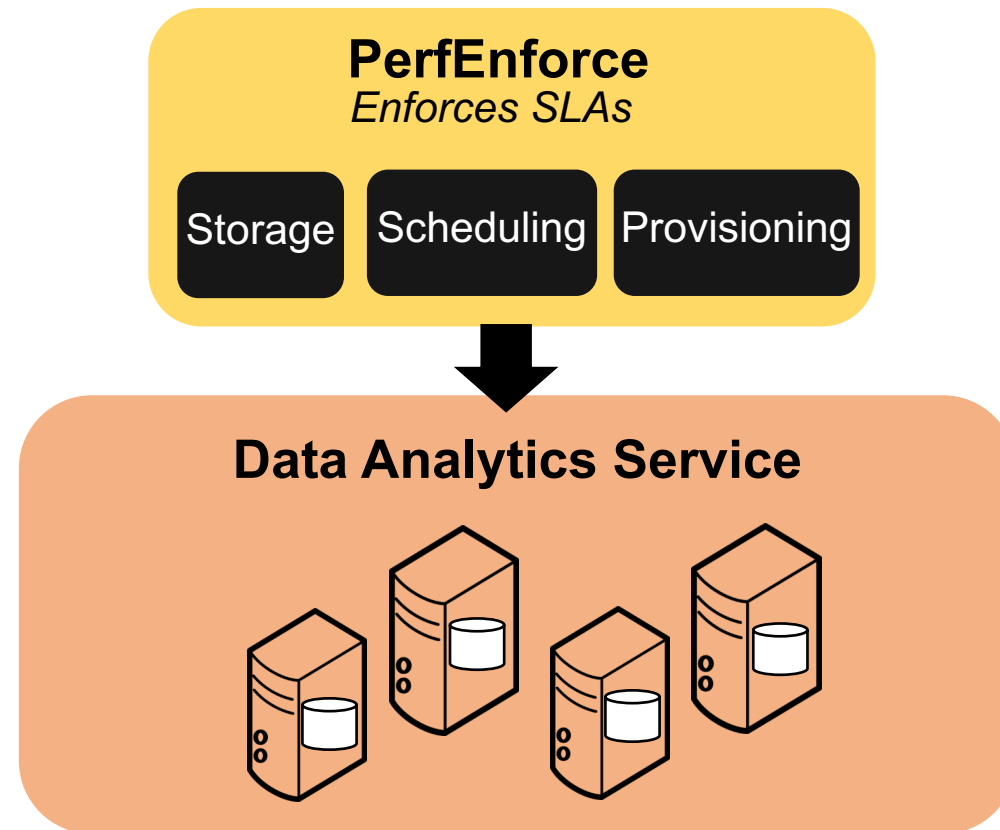 PerfEnforce
Enforces SLAs
Storage Scheduling Provisioning
Data Analytics Service